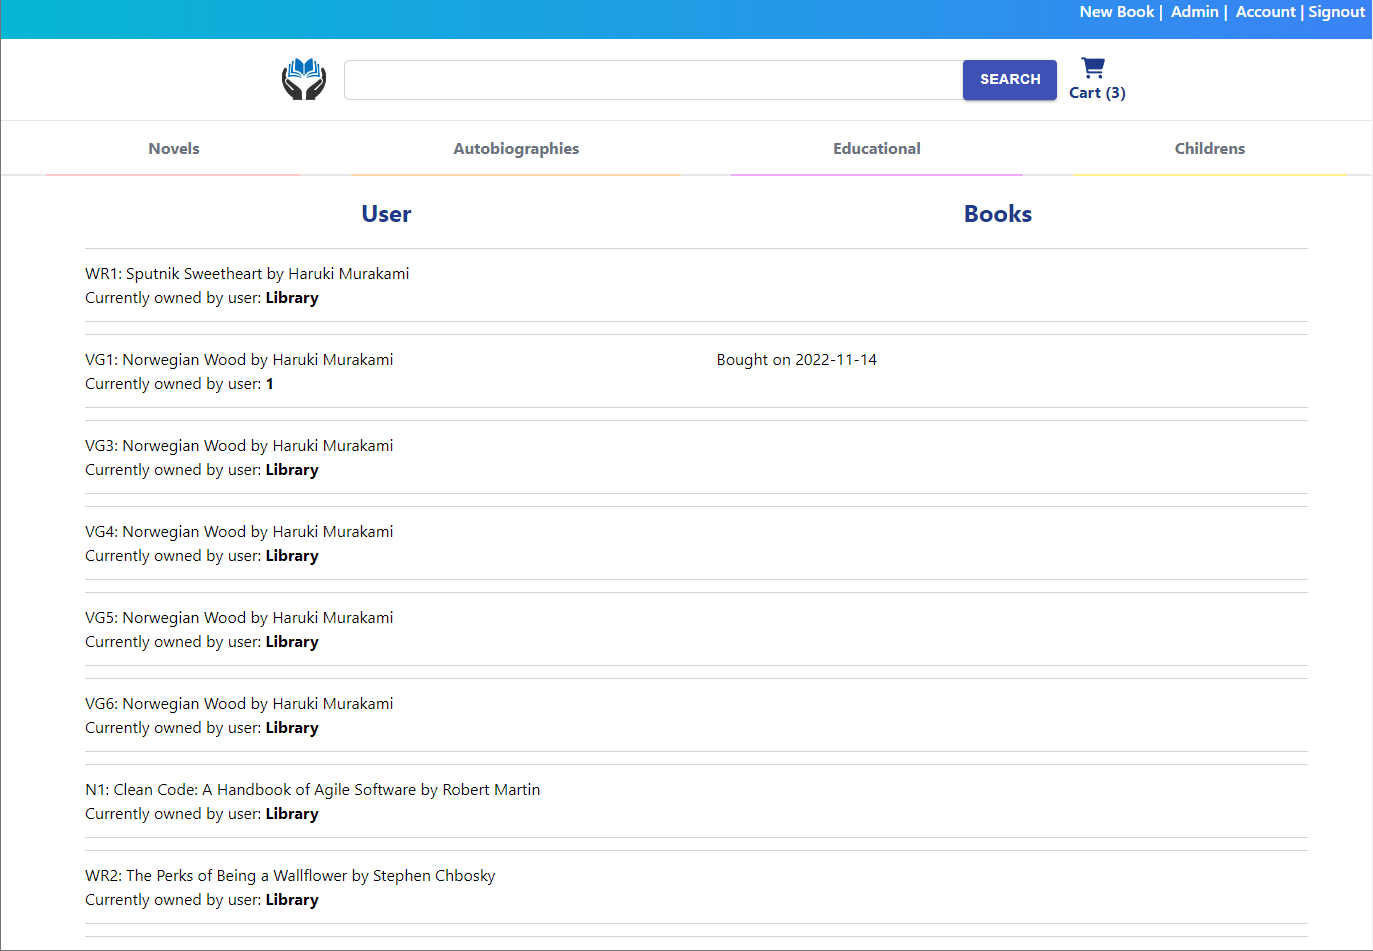 New Book | Admin | Account | Signout
SEARCH
Cart (3)
Novels Autobiographies Educational Childrens
User Books
WR1: Sputnik Sweetheart by Haruki Murakami
Currently owned by user: Library
VG1: Norwegian Wood by Haruki Murakami Bought on 2022-11-14
Currently owned by user: 1
VG3: Norwegian Wood by Haruki Murakami
Currently owned by user: Library
VG4: Norwegian Wood by Haruki Murakami
Currently owned by user: Library
VG5: Norwegian Wood by Haruki Murakami
Currently owned by user: Library
VG6: Norwegian Wood by Haruki Murakami
Currently owned by user: Library
N1: Clean Code: A Handbook of Agile Software by Robert Martin
Currently owned by user: Library
WR2: The Perks of Being a Wallflower by Stephen Chbosky
Currently owned by user: Library